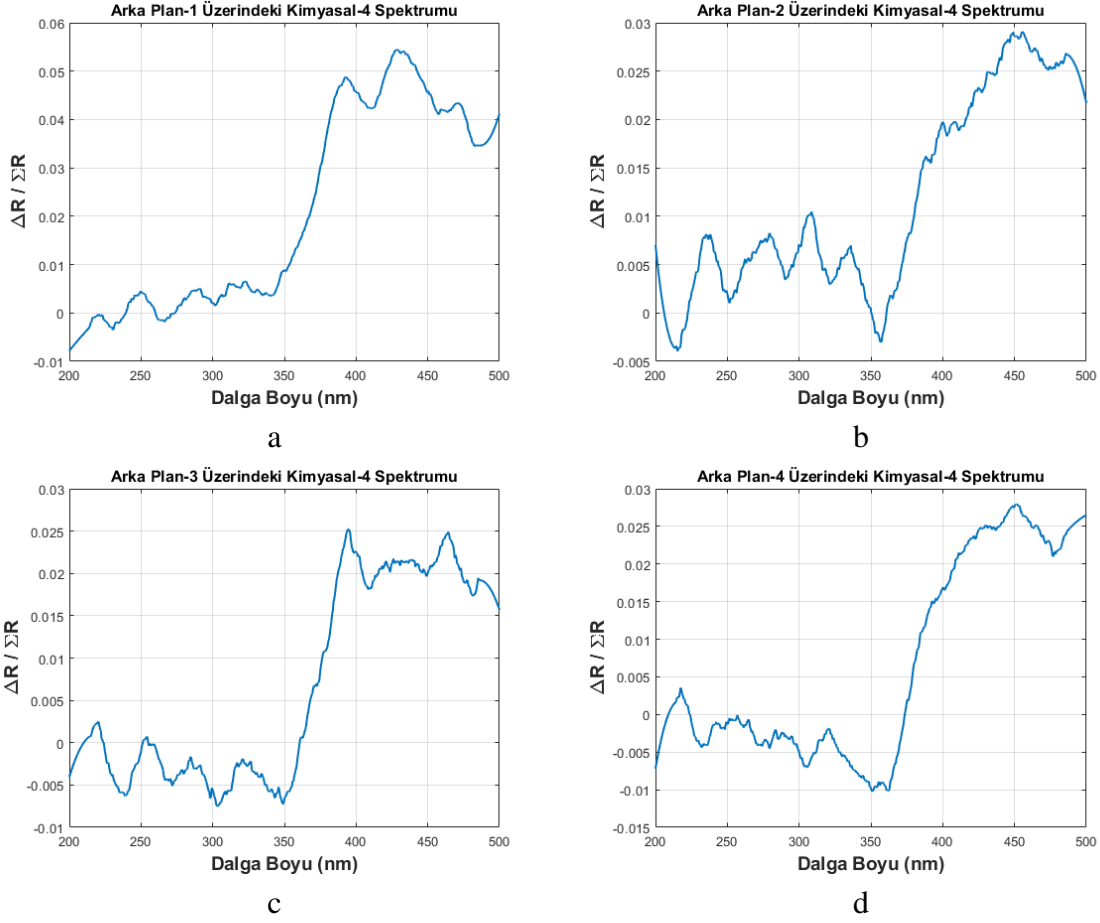 Arka Plan-1 Üzerindeki Kimyasal-4 Spektrumu
0.06
0.05
0.04
0.03
0.02
0.01
0
-0.01
ΔR / ΣR
200 250 300 350 400 450 500
Dalga Boyu (nm)
a
Arka Plan-2 Üzerindeki Kimyasal-4 Spektrumu
0.03
0.025
0.02
0.015
0.01
0.005
0
-0.005
ΔR / ΣR
200 250 300 350 400 450 500
Dalga Boyu (nm)
b
Arka Plan-3 Üzerindeki Kimyasal-4 Spektrumu
0.03
0.025
0.02
0.015
0.01
0.005
0
-0.005
-0.01
ΔR / ΣR
200 250 300 350 400 450 500
Dalga Boyu (nm)
c
Arka Plan-4 Üzerindeki Kimyasal-4 Spektrumu
0.03
0.025
0.02
0.015
0.01
0.005
0
-0.005
-0.01
-0.015
ΔR / ΣR
200 250 300 350 400 450 500
Dalga Boyu (nm)
d